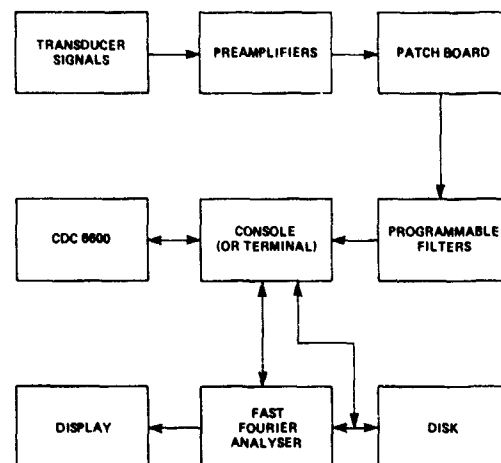 TRANSDUCER
SIGNALS
PREAMPLIFIERS
PATCH BOARD
CDC 6600
CONSOLE
(OR TERMINAL)
PROGRAMMABLE
FILTERS
DISPLAY
FAST
FOURIER
ANALYSER
DISK